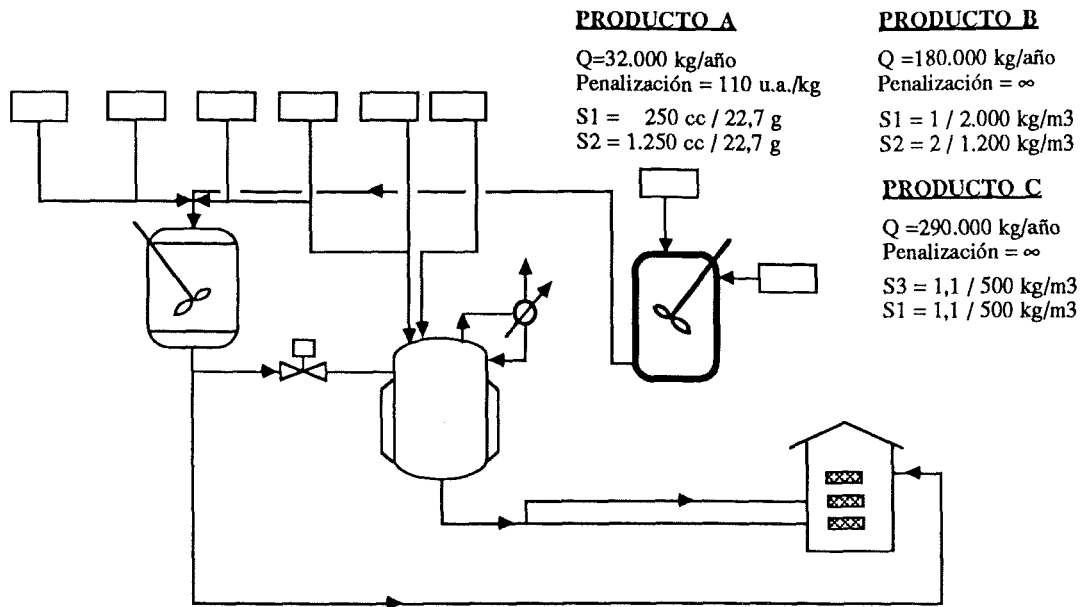 PRODUCTO A
Q=32.000 kg/año
Penalización = 110 u.a./kg
S1 = 250 cc / 22,7 g
S2 = 1.250 cc / 22,7 g
PRODUCTO B
Q =180.000 kg/año
Penalización = ∞
S1 = 1 / 2.000 kg/m3
S2 = 2 / 1.200 kg/m3
PRODUCTO C
Q =290.000 kg/año
Penalización = ∞
S3 = 1,1 / 500 kg/m3
S1 = 1,1 / 500 kg/m3